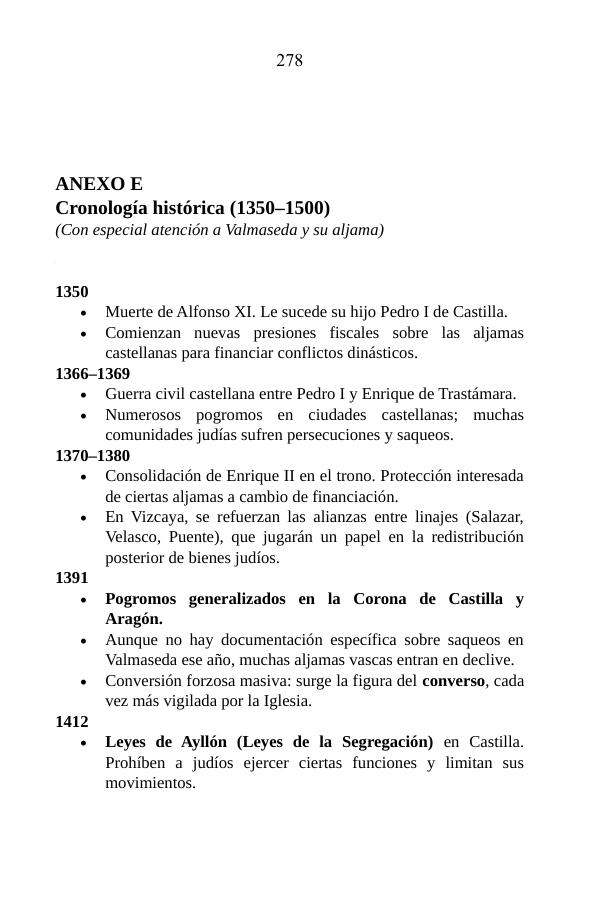 278
ANEXO E
Cronología histórica (1350–1500)
(Con especial atención a Valmaseda y su aljama)
1350
• Muerte de Alfonso XI. Le sucede su hijo Pedro I de Castilla.
• Comienzan nuevas presiones fiscales sobre las aljamas
castellanas para financiar conflictos dinásticos.
1366–1369
• Guerra civil castellana entre Pedro I y Enrique de Trastámara.
• Numerosos pogromos en ciudades castellanas; muchas
comunidades judías sufren persecuciones y saqueos.
1370–1380
• Consolidación de Enrique II en el trono. Protección interesada
de ciertas aljamas a cambio de financiación.
• En Vizcaya, se refuerzan las alianzas entre linajes (Salazar,
Velasco, Puente), que jugarán un papel en la redistribución
posterior de bienes judíos.
1391
• Pogromos generalizados en la Corona de Castilla y
Aragón.
• Aunque no hay documentación específica sobre saqueos en
Valmaseda ese año, muchas aljamas vascas entran en declive.
• Conversión forzosa masiva: surge la figura del converso, cada
vez más vigilada por la Iglesia.
1412
• Leyes de Ayllón (Leyes de la Segregación) en Castilla.
Prohíben a judíos ejercer ciertas funciones y limitan sus
movimientos.